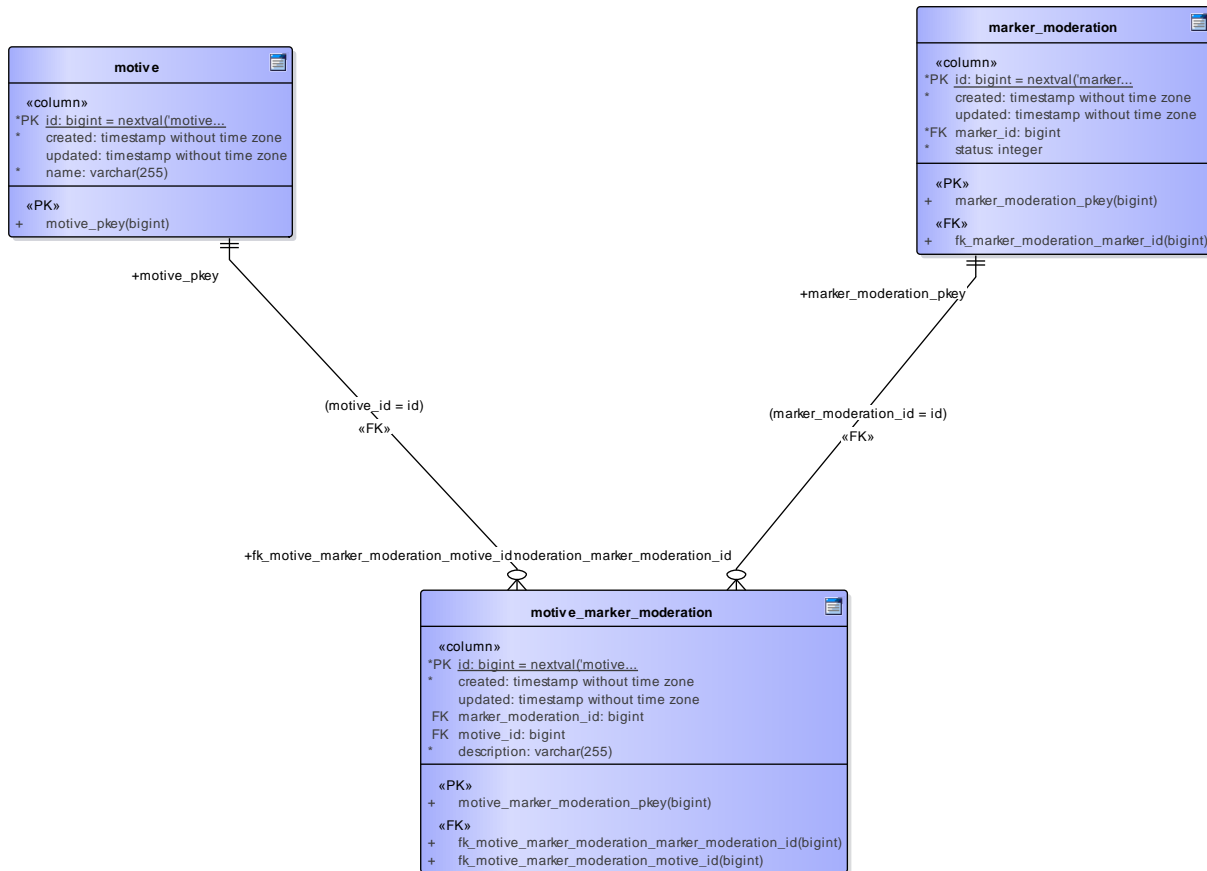 motive
«column»
*PK id: bigint = nextval('motive...
* created: timestamp without time zone
updated: timestamp without time zone
* name: varchar(255)
«PK»
+ motive_pkey(bigint)
marker_moderation
«column»
*PK id: bigint = nextval('marker...
* created: timestamp without time zone
updated: timestamp without time zone
*FK marker_id: bigint
* status: integer
«PK»
+ marker_moderation_pkey(bigint)
«FK»
+ fk_marker_moderation_marker_id(bigint)
+motive_pkey
+marker_moderation_pkey
(motive_id = id)
«FK»
(marker_moderation_id = id)
«FK»
+fk_motive_marker_moderation_motive_id
moderation_marker_moderation_id
motive_marker_moderation
«column»
*PK id: bigint = nextval('motive...
* created: timestamp without time zone
updated: timestamp without time zone
FK marker_moderation_id: bigint
FK motive_id: bigint
* description: varchar(255)
«PK»
+ motive_marker_moderation_pkey(bigint)
«FK»
+ fk_motive_marker_moderation_marker_moderation_id(bigint)
+ fk_motive_marker_moderation_motive_id(bigint)